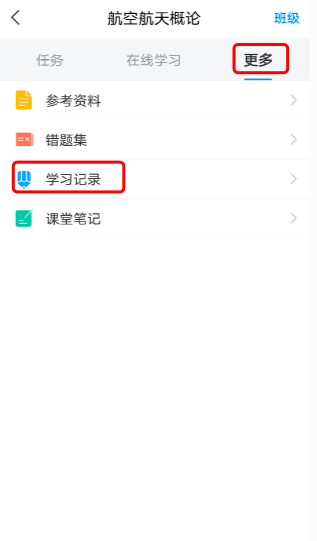 航空航天概论 班级
任务 在线学习 更多
参考资料
错题集
学习记录
课堂笔记